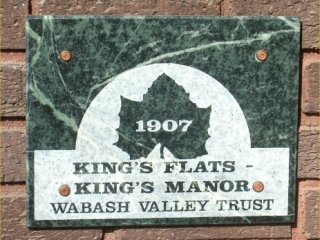 1907
KING'S FLATS -
KING'S MANOR
WABASH VALLEY TRUST